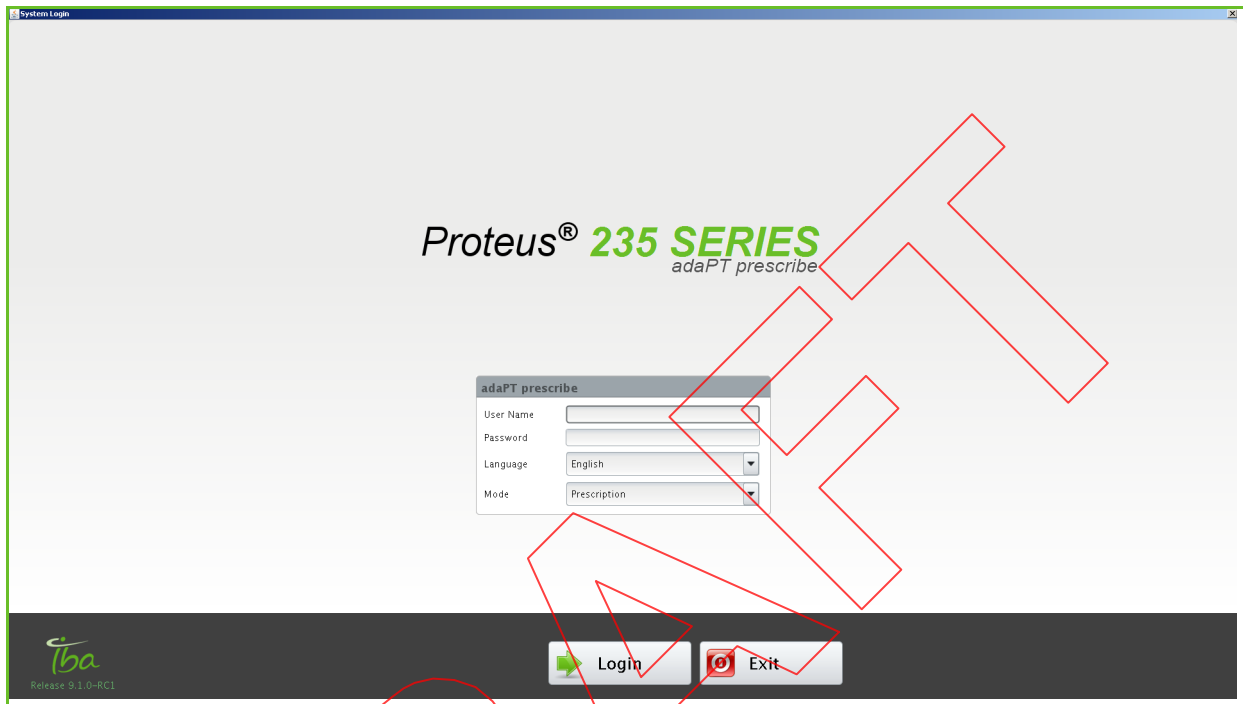 System Login
Proteus® 235 SERIES
adaPT prescribe
adaPT prescribe
User Name
Password
Language English
Mode Prescription
iba
Release 9.1.0-RC1
Login
Exit